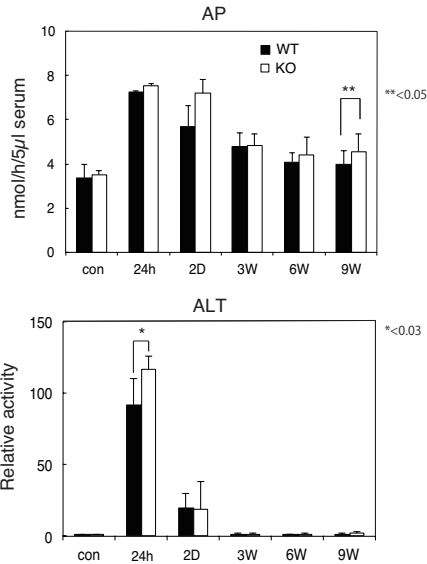 AP
10
8
6
4
2
0
nmol/h/5µl serum
WT
KO
**
**<0.05
con 24h 2D 3W 6W 9W
ALT
150
100
50
0
Relative activity
*
*<0.03
con 24h 2D 3W 6W 9W